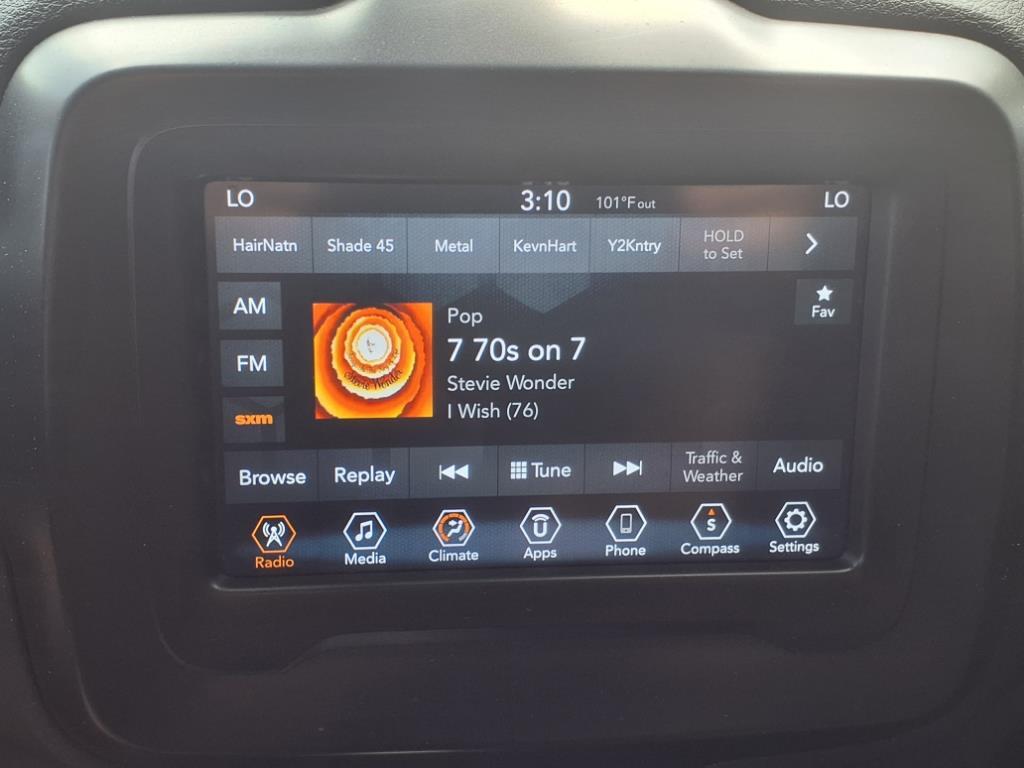 LO 3:10 101°F out LO
HairNatn Shade 45 Metal KevnHart Y2Kntry HOLD
to Set
AM
FM
sxm
Stevie Wonder
Pop
7 70s on 7
Stevie Wonder
I Wish (76)
Fav
Browse Replay Tune Traffic &
Weather Audio
Radio Media Climate Apps Phone S
Compass Settings